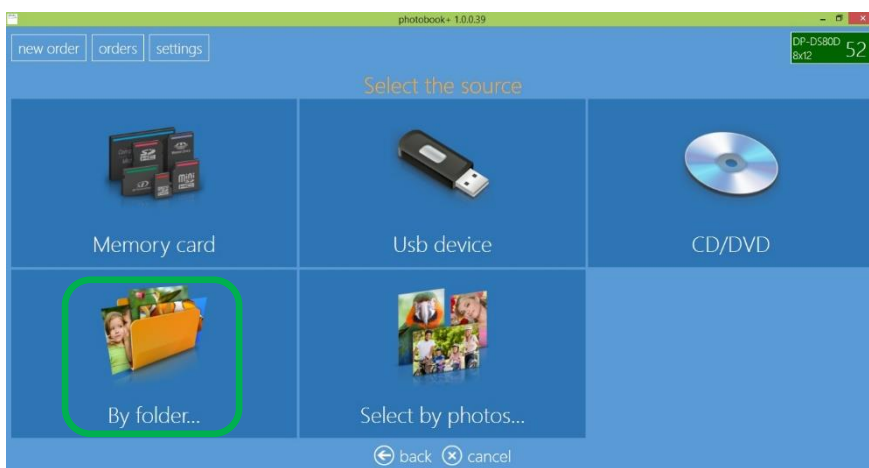 photobook+ 1.0.0.39
new order orders settings
DP-DS80D
8x12
52
Select the source
Memory card
Usb device
CD/DVD
By folder...
Select by photos...
back cancel